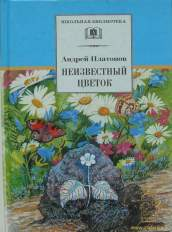 ШКОЛЬНАЯ БИБЛИОТЕКА
Андрей Платонов
НЕИЗВЕСТНЫЙ
ЦВЕТОК